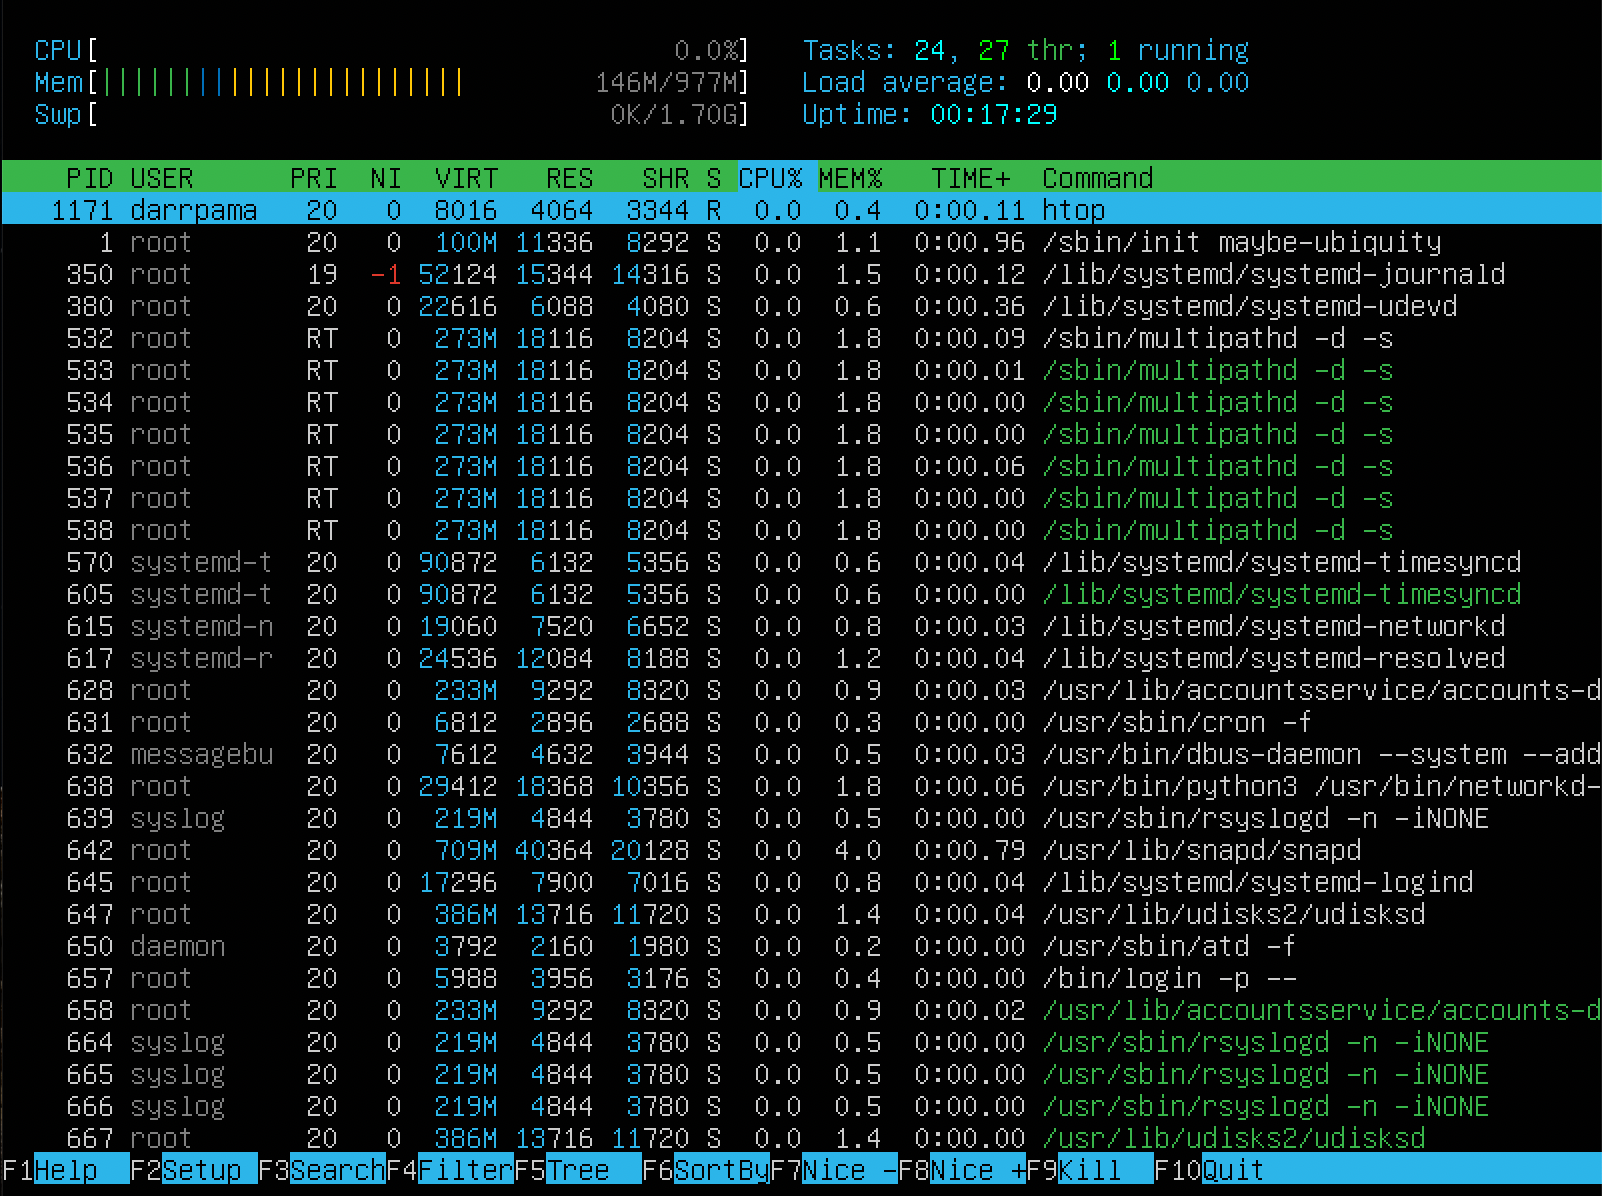 CPU[ 0.0%] Tasks: 24, 27 thr; 1 running
Mem[|||||||||||||||||||||||| 146M/977M] Load average: 0.00 0.00 0.00
Swp[ 0K/1.70G] Uptime: 00:17:29
PID USER PRI NI VIRT RES SHR S CPU% MEM% TIME+ Command
1171 darrpama 20 0 8016 4064 3344 R 0.0 0.4 0:00.11 htop
1 root 20 0 100M 11336 8292 S 0.0 1.1 0:00.96 /sbin/init maybe-ubiquity
350 root 19 -1 52124 15344 14316 S 0.0 1.5 0:00.12 /lib/systemd/systemd-journald
380 root 20 0 22616 6088 4080 S 0.0 0.6 0:00.36 /lib/systemd/systemd-udevd
532 root RT 0 273M 18116 8204 S 0.0 1.8 0:00.09 /sbin/multipathd -d -s
533 root RT 0 273M 18116 8204 S 0.0 1.8 0:00.01 /sbin/multipathd -d -s
534 root RT 0 273M 18116 8204 S 0.0 1.8 0:00.00 /sbin/multipathd -d -s
535 root RT 0 273M 18116 8204 S 0.0 1.8 0:00.00 /sbin/multipathd -d -s
536 root RT 0 273M 18116 8204 S 0.0 1.8 0:00.06 /sbin/multipathd -d -s
537 root RT 0 273M 18116 8204 S 0.0 1.8 0:00.00 /sbin/multipathd -d -s
538 root RT 0 273M 18116 8204 S 0.0 1.8 0:00.00 /sbin/multipathd -d -s
570 systemd-t 20 0 90872 6132 5356 S 0.0 0.6 0:00.04 /lib/systemd/systemd-timesyncd
605 systemd-t 20 0 90872 6132 5356 S 0.0 0.6 0:00.00 /lib/systemd/systemd-timesyncd
615 systemd-n 20 0 19060 7520 6652 S 0.0 0.8 0:00.03 /lib/systemd/systemd-networkd
617 systemd-r 20 0 24536 12084 8188 S 0.0 1.2 0:00.04 /lib/systemd/systemd-resolved
628 root 20 0 233M 9292 8320 S 0.0 0.9 0:00.03 /usr/lib/accountsservice/accounts-d
631 root 20 0 6812 2896 2688 S 0.0 0.3 0:00.00 /usr/sbin/cron -f
632 messagebu 20 0 7612 4632 3944 S 0.0 0.5 0:00.03 /usr/bin/dbus-daemon --system --add
638 root 20 0 29412 18368 10356 S 0.0 1.8 0:00.06 /usr/bin/python3 /usr/bin/networkd-
639 syslog 20 0 219M 4844 3780 S 0.0 0.5 0:00.00 /usr/sbin/rsyslogd -n -iNONE
642 root 20 0 709M 40364 20128 S 0.0 4.0 0:00.79 /usr/lib/snapd/snapd
645 root 20 0 17296 7900 7016 S 0.0 0.8 0:00.04 /lib/systemd/systemd-logind
647 root 20 0 386M 13716 11720 S 0.0 1.4 0:00.04 /usr/lib/udisks2/udisksd
650 daemon 20 0 3792 2160 1980 S 0.0 0.2 0:00.00 /usr/sbin/atd -f
657 root 20 0 5988 3956 3176 S 0.0 0.4 0:00.00 /bin/login -p --
658 root 20 0 233M 9292 8320 S 0.0 0.9 0:00.02 /usr/lib/accountsservice/accounts-d
664 syslog 20 0 219M 4844 3780 S 0.0 0.5 0:00.00 /usr/sbin/rsyslogd -n -iNONE
665 syslog 20 0 219M 4844 3780 S 0.0 0.5 0:00.00 /usr/sbin/rsyslogd -n -iNONE
666 syslog 20 0 219M 4844 3780 S 0.0 0.5 0:00.00 /usr/sbin/rsyslogd -n -iNONE
667 root 20 0 386M 13716 11720 S 0.0 1.4 0:00.00 /usr/lib/udisks2/udisksd
F1Help F2Setup F3SearchF4FilterF5Tree F6SortByF7Nice -F8Nice +F9Kill F10Quit